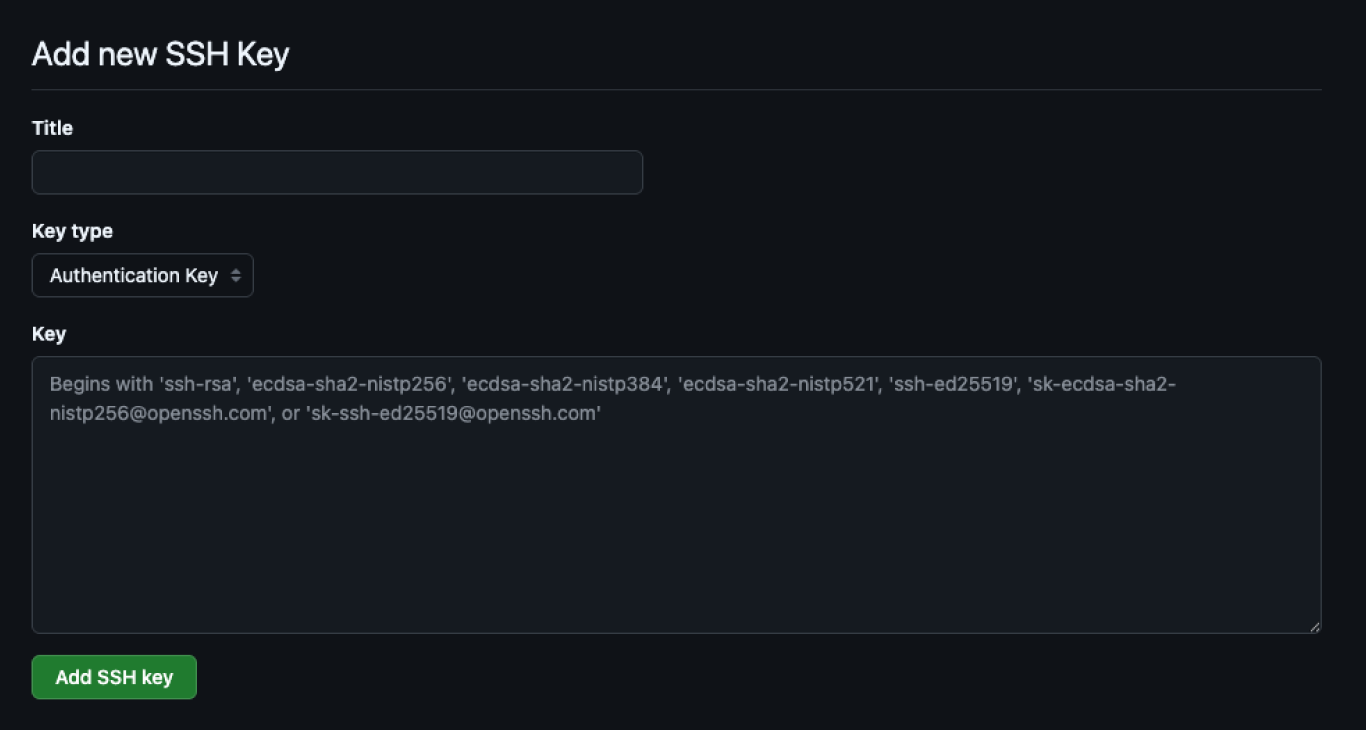 Add new SSH Key
Title
Key type
Authentication Key
Key
Begins with 'ssh-rsa', 'ecdsa-sha2-nistp256', 'ecdsa-sha2-nistp384', 'ecdsa-sha2-nistp521', 'ssh-ed25519', 'sk-ecdsa-sha2-
nistp256@openssh.com', or 'sk-ssh-ed25519@openssh.com'
Add SSH key